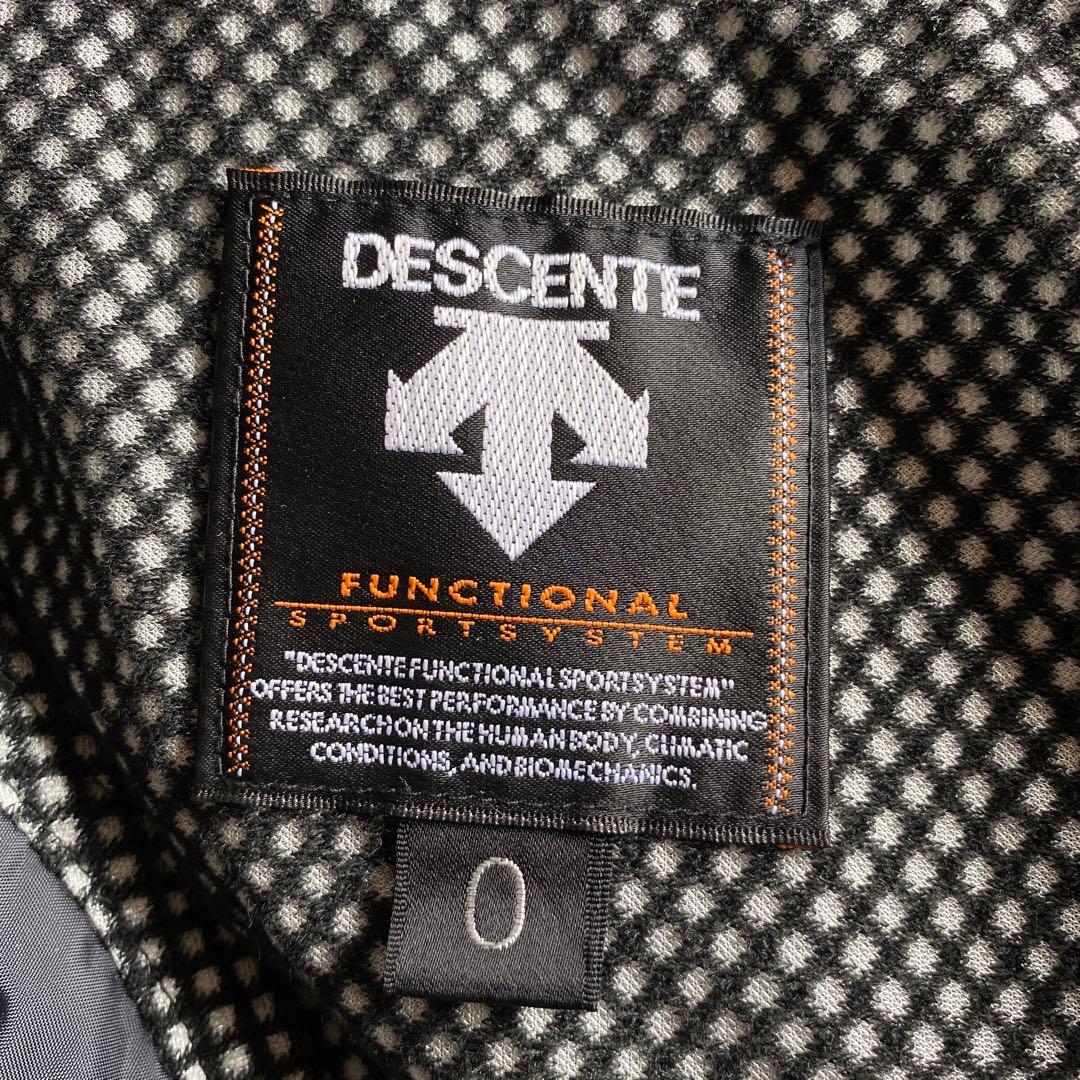 DESCENTE
FUNCTIONAL
SPORTSYSTEM
"DESCENTE FUNCTIONAL SPORTSYSTEM"
OFFERS THE BEST PERFORMANCE BY COMBINING
RESEARCH ON THE HUMAN BODY, CLIMATIC
CONDITIONS, AND BIOMECHANICS.
0